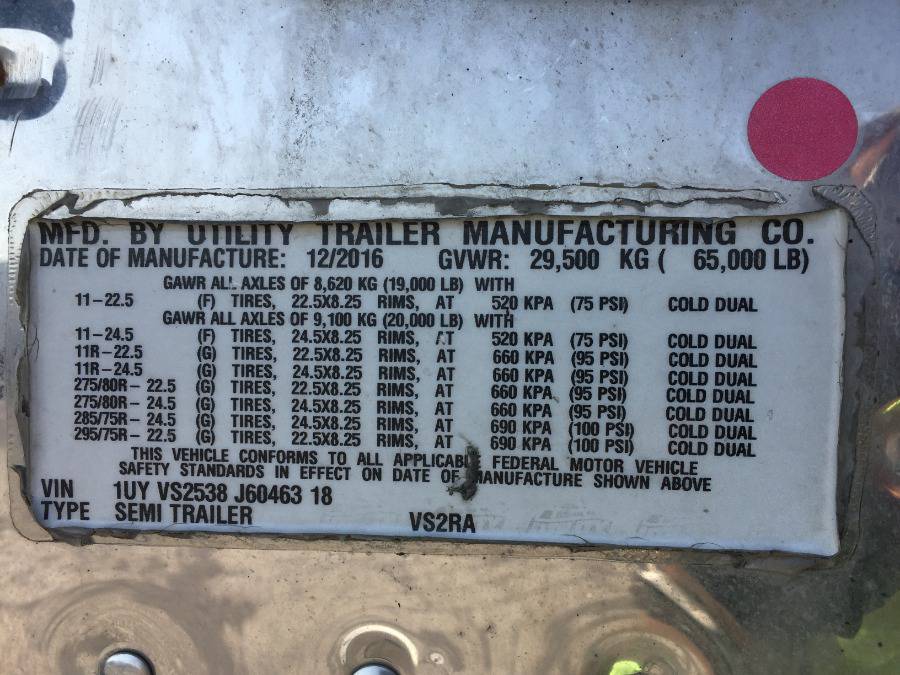 MFD. BY UTILITY TRAILER MANUFACTURING CO.
DATE OF MANUFACTURE: 12/2016 GVWR: 29,500 KG ( 65,000 LB)
GAWR ALL AXLES OF 8,620 KG (19,000 LB) WITH
11-22.5 (F) TIRES, 22.5X8.25 RIMS, AT 520 KPA (75 PSI) COLD DUAL
GAWR ALL AXLES OF 9,100 KG (20,000 LB) WITH
11-24.5 (F) TIRES, 24.5X8.25 RIMS, AT 520 KPA (75 PSI) COLD DUAL
11R-22.5 (G) TIRES, 22.5X8.25 RIMS, AT 660 KPA (95 PSI) COLD DUAL
11R-24.5 (G) TIRES, 24.5X8.25 RIMS, AT 660 KPA (95 PSI) COLD DUAL
275/80R- 22.5 (G) TIRES, 22.5X8.25 RIMS, AT 660 KPA (95 PSI) COLD DUAL
275/80R- 24.5 (G) TIRES, 24.5X8.25 RIMS, AT 660 KPA (95 PSI) COLD DUAL
285/75R- 24.5 (G) TIRES, 24.5X8.25 RIMS, AT 690 KPA (100 PSI) COLD DUAL
295/75R- 22.5 (G) TIRES, 22.5X8.25 RIMS, AT 690 KPA (100 PSI) COLD DUAL
THIS VEHICLE CONFORMS TO ALL APPLICABLE FEDERAL MOTOR VEHICLE
SAFETY STANDARDS IN EFFECT ON DATE OF MANUFACTURE SHOWN ABOVE
VIN 1UY VS2538 J60463 18
TYPE SEMI TRAILER VS2RA